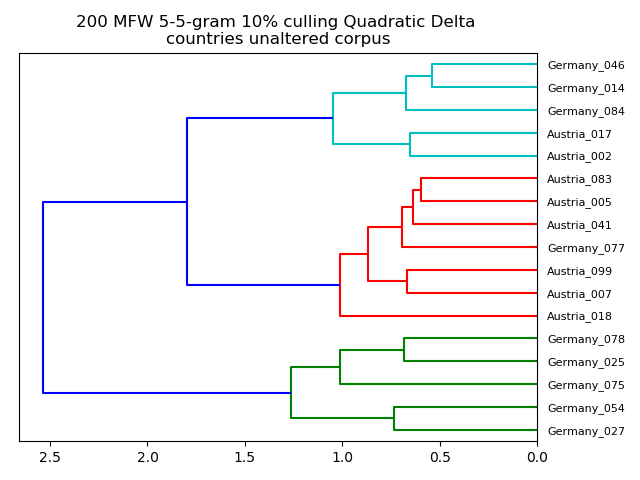 200 MFW 5-5-gram 10% culling Quadratic Delta
countries unaltered corpus
Germany_046
Germany_014
Germany_084
Austria_017
Austria_002
Austria_083
Austria_005
Austria_041
Germany_077
Austria_099
Austria_007
Austria_018
Germany_078
Germany_025
Germany_075
Germany_054
Germany_027
2.5 2.0 1.5 1.0 0.5 0.0